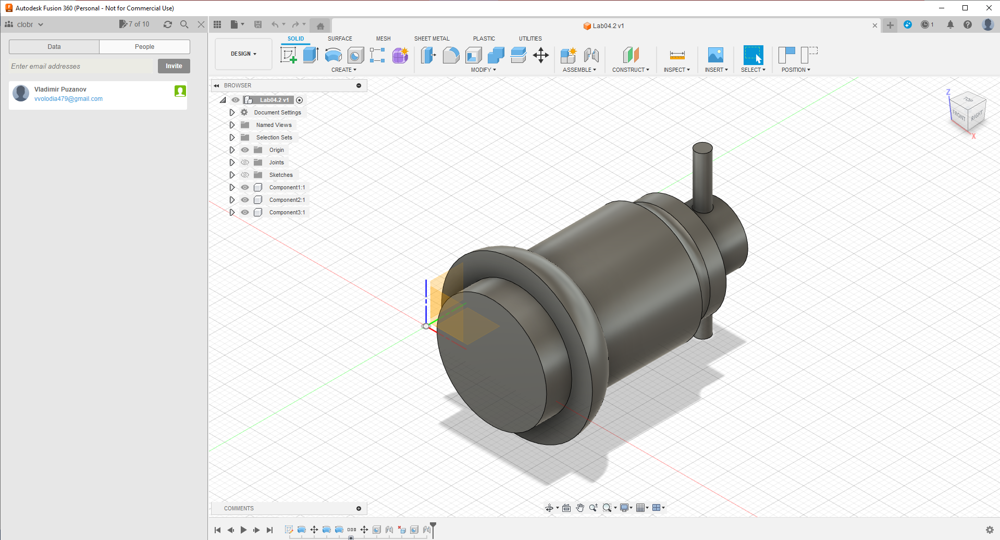 Autodesk Fusion 360 (Personal - Not for Commercial Use)
clobr
7 of 10
Lab04.2 v1
1
Data
People
Enter email addresses
Invite
Vladimir Puzanov
vvolodia479@gmail.com
DESIGN
SOLID
SURFACE
MESH
SHEET METAL
PLASTIC
UTILITIES
CREATE
MODIFY
ASSEMBLE
CONSTRUCT
INSPECT
INSERT
SELECT
POSITION
BROWSER
Lab04.2 v1
Document Settings
Named Views
Selection Sets
Origin
Joints
Sketches
Component1:1
Component2:1
Component3:1
Z
TOP
FRONT
RIGHT
X
COMMENTS